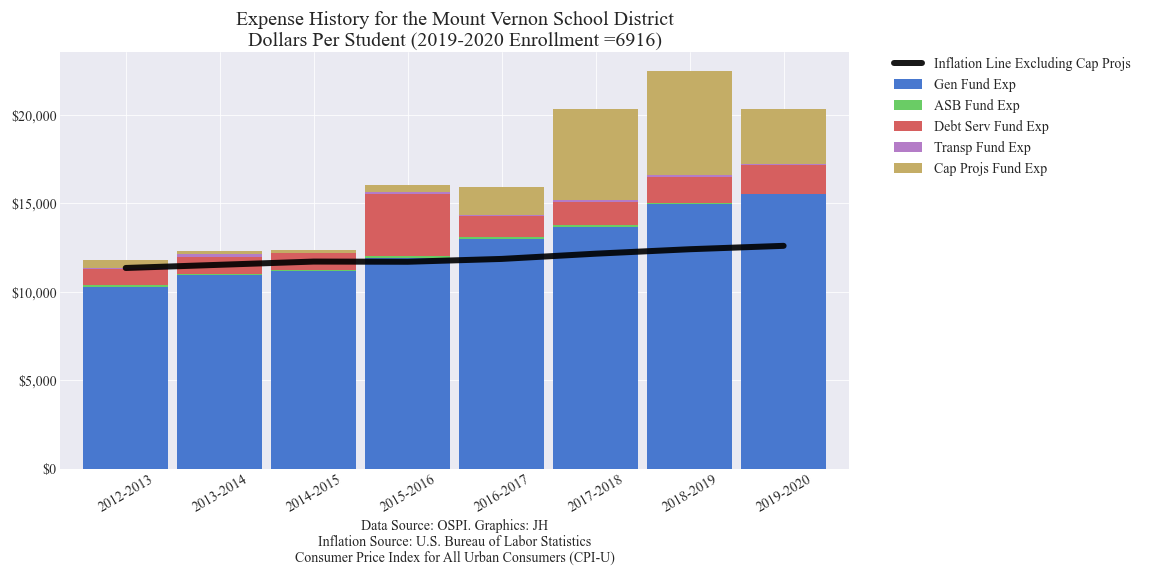 Expense History for the Mount Vernon School District
Dollars Per Student (2019-2020 Enrollment =6916)
Inflation Line Excluding Cap Projs
Gen Fund Exp
ASB Fund Exp
Debt Serv Fund Exp
Transp Fund Exp
Cap Projs Fund Exp
$20,000
$15,000
$10,000
$5,000
$0
2012-2013
2013-2014
2014-2015
2015-2016
2016-2017
2017-2018
2018-2019
2019-2020
Data Source: OSPI. Graphics: JH
Inflation Source: U.S. Bureau of Labor Statistics
Consumer Price Index for All Urban Consumers (CPI-U)